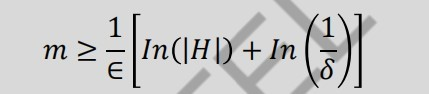 m ≥ 1/∈ [In(|H|) + In (1/δ)]